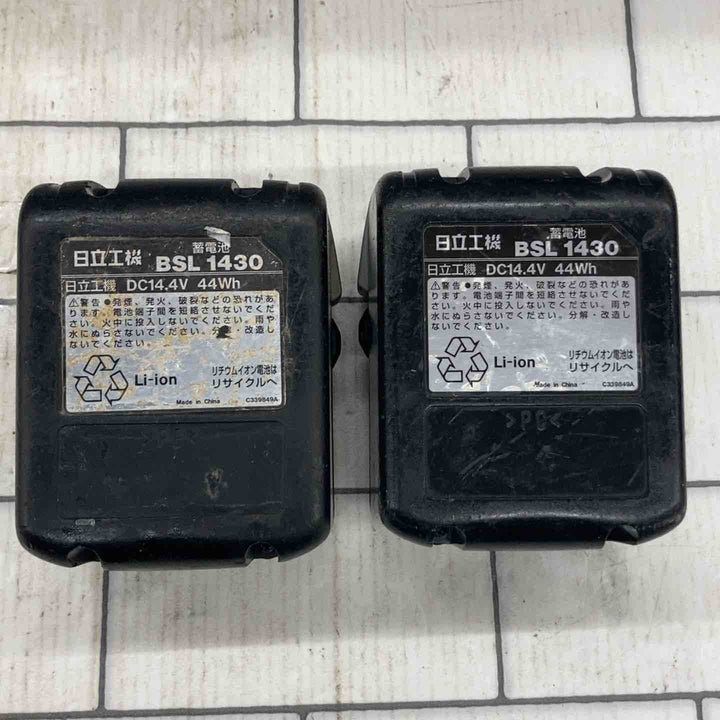 日立工機 蓄電池 BSL 1430
日立工機 DC14.4V 44Wh
⚠警告 ●発煙、発火、破裂などの恐れがあ
ります。電池端子間を短絡させないでくだ
さい。火中に投入しないでください。雨や
水にぬらさないでください。分解・改造し
ないでください。
Li-ion
リチウムイオン電池は
リサイクルへ
Made in China C339849A
>PC<
日立工機 蓄電池 BSL 1430
日立工機 DC14.4V 44Wh
⚠警告 ●発煙、発火、破裂などの恐れがあ
ります。電池端子間を短絡させないでくだ
さい。火中に投入しないでください。雨や
水にぬらさないでください。分解・改造し
ないでください。
Li-ion
リチウムイオン電池は
リサイクルへ
Made in China C339849A
>PC<